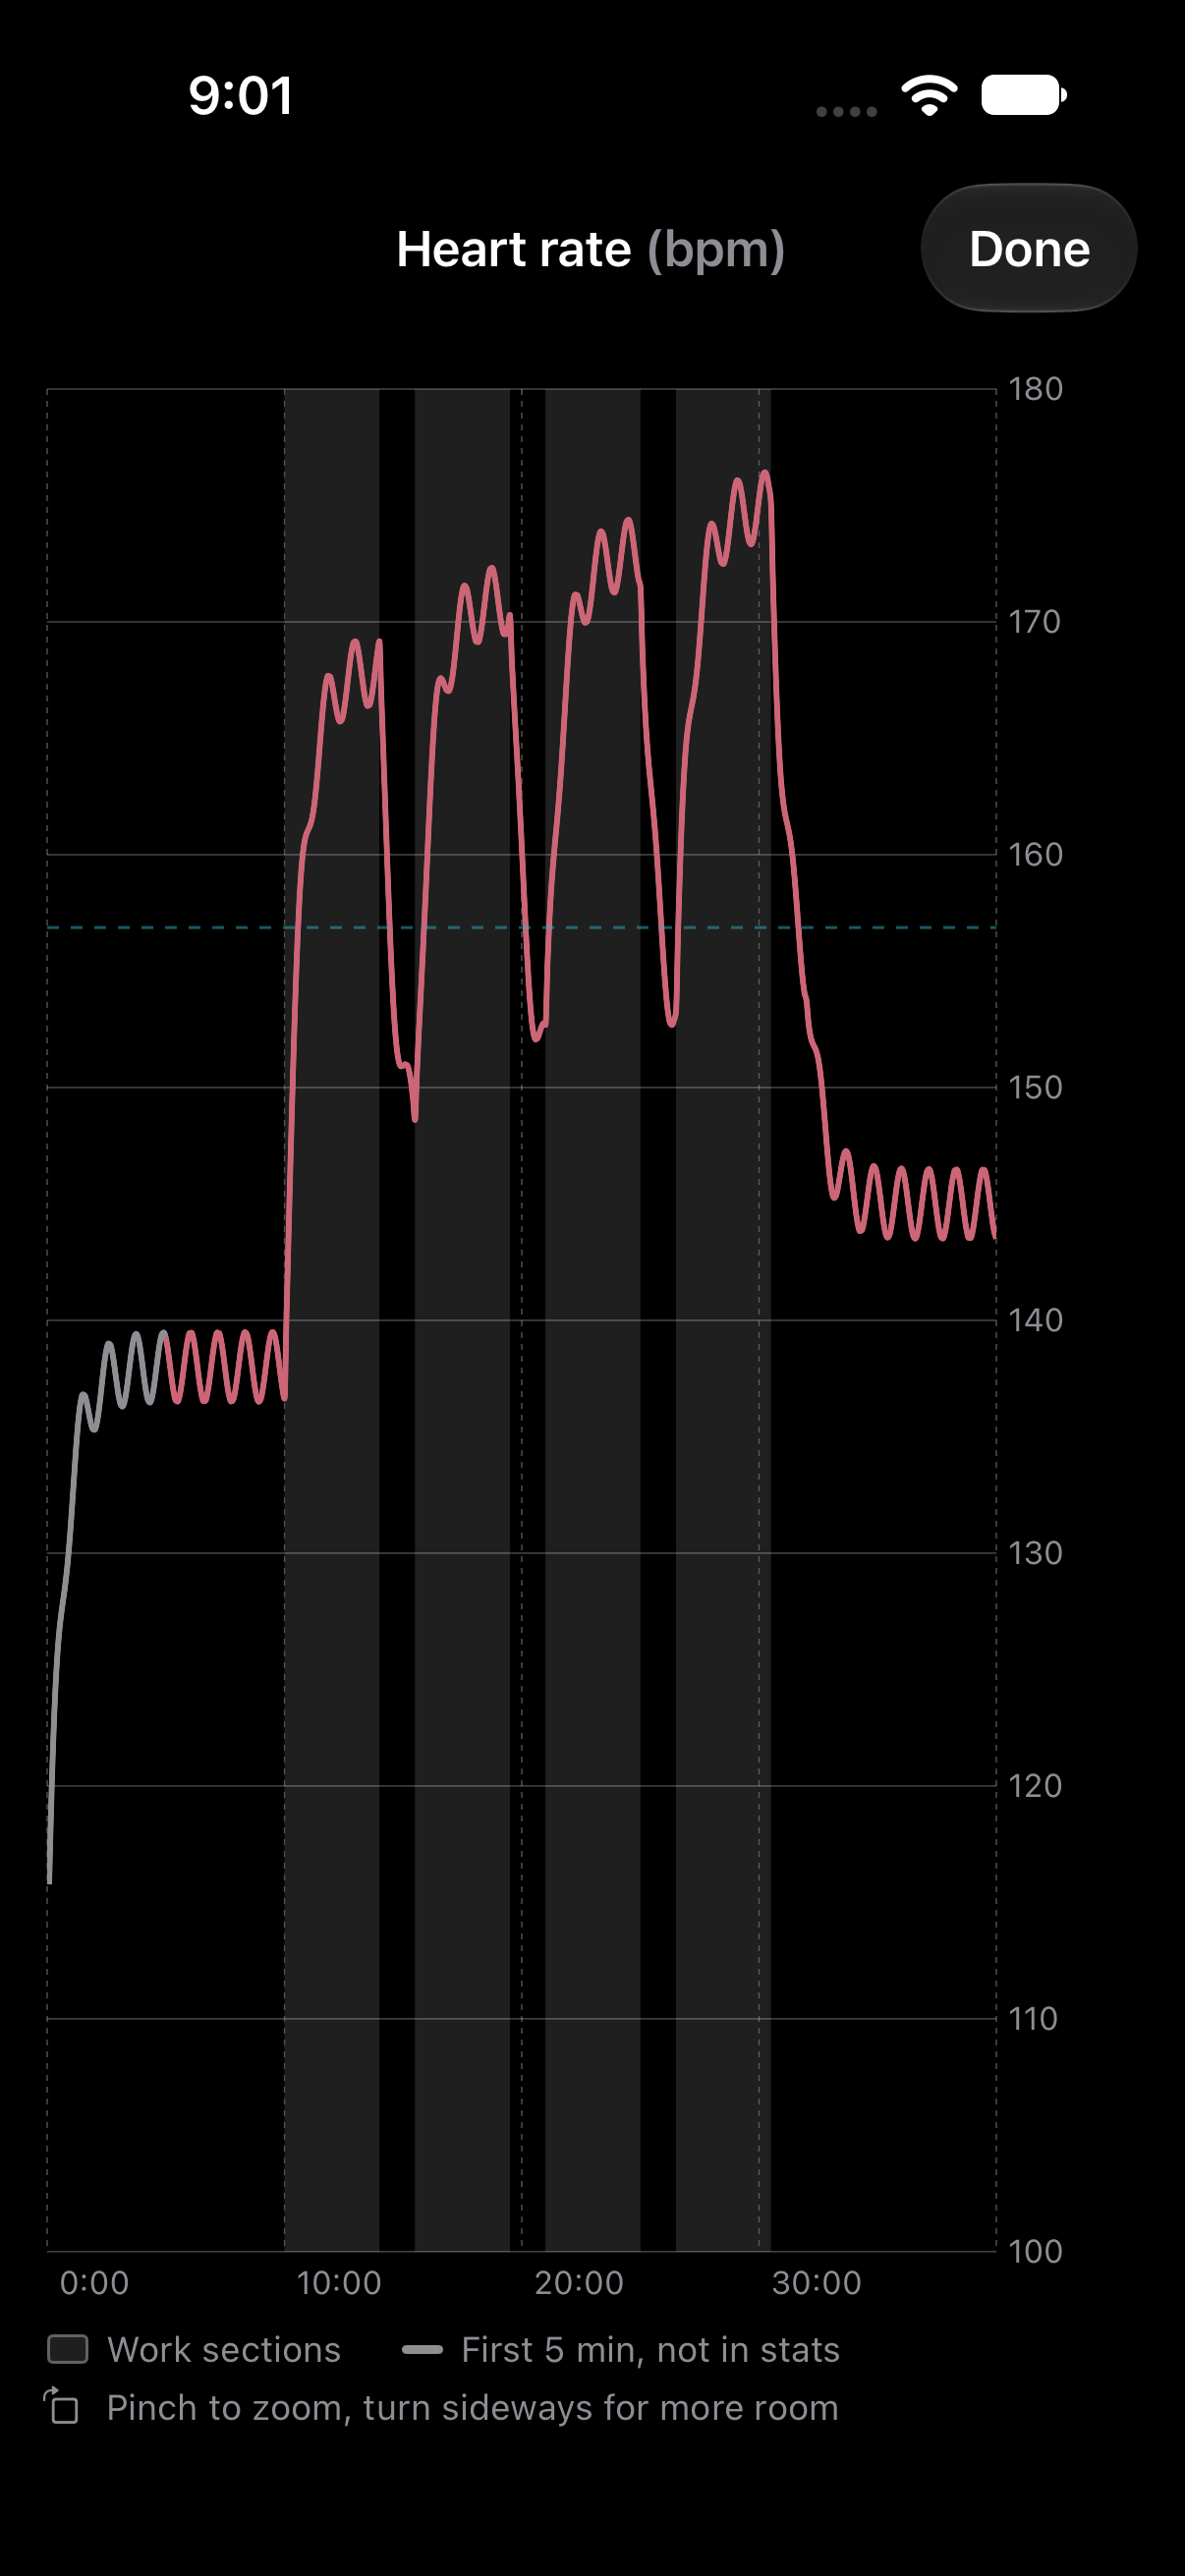 9:01
Heart rate (bpm)
Done
180
170
160
150
140
130
120
110
100
0:00 10:00 20:00 30:00
Work sections First 5 min, not in stats
Pinch to zoom, turn sideways for more room